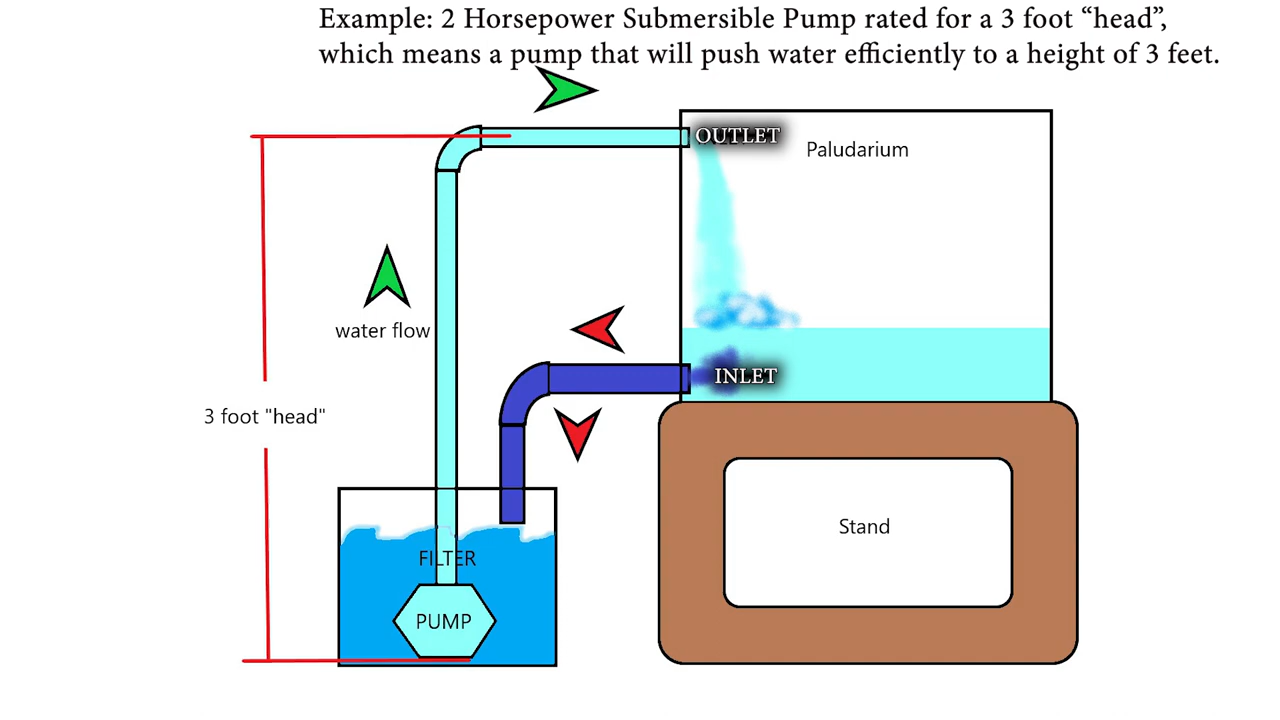 Example: 2 Horsepower Submersible Pump rated for a 3 foot “head”,
which means a pump that will push water efficiently to a height of 3 feet.
OUTLET
Paludarium
water flow
INLET
3 foot "head"
Stand
FILTER
PUMP